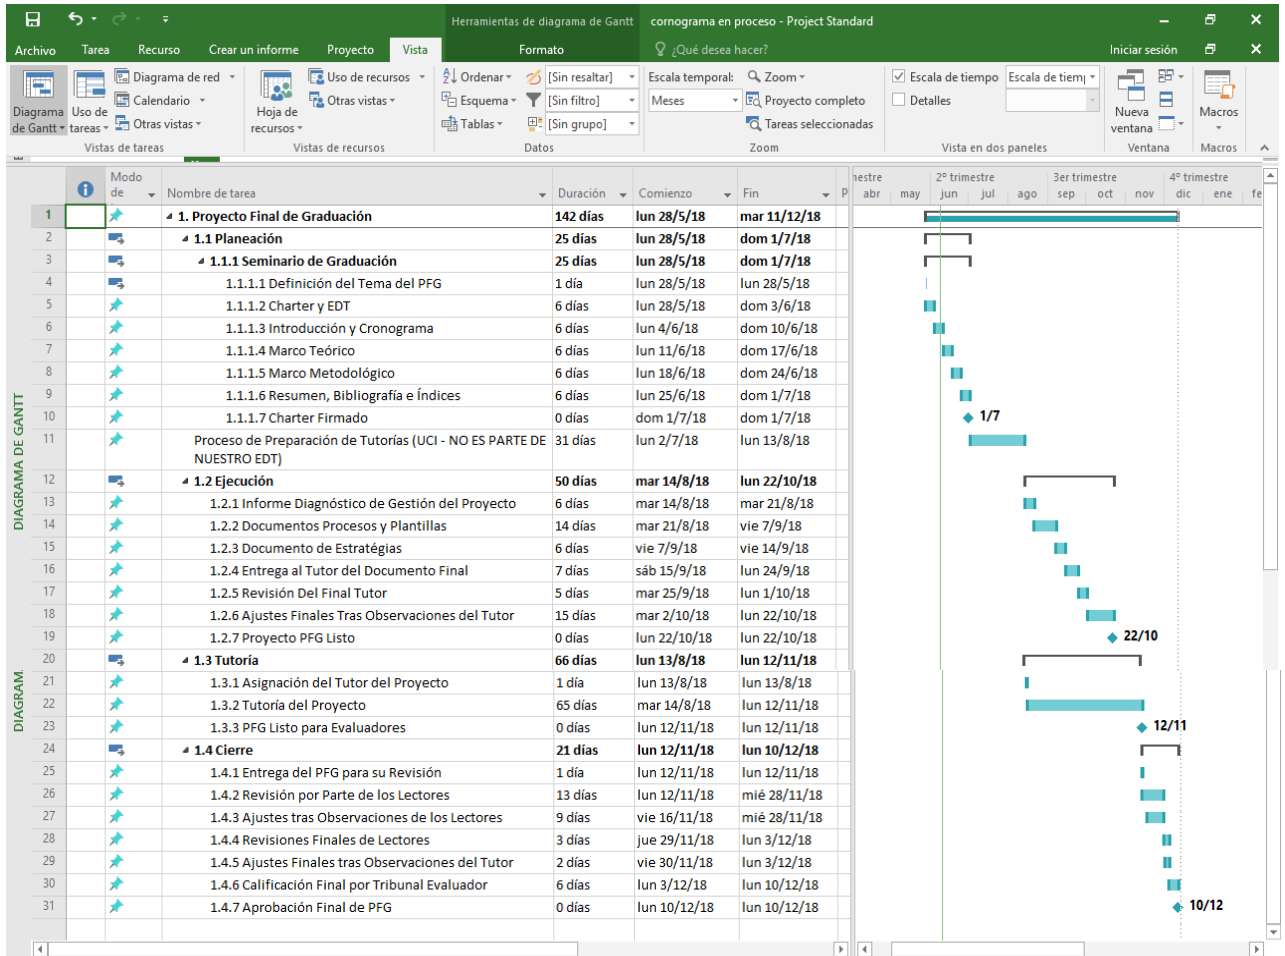 Herramientas de diagrama de Gantt cornograma en proceso - Project Standard
Archivo Tarea Recurso Crear un informe Proyecto Vista Formato ¿Qué desea hacer? Iniciar sesión
Diagrama de Gantt
Uso de tareas
Diagrama de red
Calendario
Otras vistas
Vistas de tareas
Hoja de recursos
Uso de recursos
Otras vistas
Vistas de recursos
Ordenar [Sin resaltar]
Esquema [Sin filtro]
Tablas [Sin grupo]
Datos
Escala temporal:
Meses
Zoom
Proyecto completo
Tareas seleccionadas
Zoom
Escala de tiempo Escala de tiem
Detalles
Vista en dos paneles
Nueva ventana
Ventana
Macros
Macros
Modo de Nombre de tarea Duración Comienzo Fin P
mestre 2º trimestre 3er trimestre 4º trimestre
abr may jun jul ago sep oct nov dic ene fe
1 1. Proyecto Final de Graduación 142 días lun 28/5/18 mar 11/12/18
2 1.1 Planeación 25 días lun 28/5/18 dom 1/7/18
3 1.1.1 Seminario de Graduación 25 días lun 28/5/18 dom 1/7/18
4 1.1.1.1 Definición del Tema del PFG 1 día lun 28/5/18 lun 28/5/18
5 1.1.1.2 Charter y EDT 6 días lun 28/5/18 dom 3/6/18
6 1.1.1.3 Introducción y Cronograma 6 días lun 4/6/18 dom 10/6/18
7 1.1.1.4 Marco Teórico 6 días lun 11/6/18 dom 17/6/18
8 1.1.1.5 Marco Metodológico 6 días lun 18/6/18 dom 24/6/18
9 1.1.1.6 Resumen, Bibliografía e Índices 6 días lun 25/6/18 dom 1/7/18
10 1.1.1.7 Charter Firmado 0 días dom 1/7/18 dom 1/7/18 1/7
11 Proceso de Preparación de Tutorías (UCI - NO ES PARTE DE 31 días lun 2/7/18 lun 13/8/18
NUESTRO EDT)
12 1.2 Ejecución 50 días mar 14/8/18 lun 22/10/18
13 1.2.1 Informe Diagnóstico de Gestión del Proyecto 6 días mar 14/8/18 mar 21/8/18
14 1.2.2 Documentos Procesos y Plantillas 14 días mar 21/8/18 vie 7/9/18
15 1.2.3 Documento de Estratégias 6 días vie 7/9/18 vie 14/9/18
16 1.2.4 Entrega al Tutor del Documento Final 7 días sáb 15/9/18 lun 24/9/18
17 1.2.5 Revisión Del Final Tutor 5 días mar 25/9/18 lun 1/10/18
18 1.2.6 Ajustes Finales Tras Observaciones del Tutor 15 días mar 2/10/18 lun 22/10/18
19 1.2.7 Proyecto PFG Listo 0 días lun 22/10/18 lun 22/10/18 22/10
20 1.3 Tutoría 66 días lun 13/8/18 lun 12/11/18
21 1.3.1 Asignación del Tutor del Proyecto 1 día lun 13/8/18 lun 13/8/18
22 1.3.2 Tutoría del Proyecto 65 días mar 14/8/18 lun 12/11/18
23 1.3.3 PFG Listo para Evaluadores 0 días lun 12/11/18 lun 12/11/18 12/11
24 1.4 Cierre 21 días lun 12/11/18 lun 10/12/18
25 1.4.1 Entrega del PFG para su Revisión 1 día lun 12/11/18 lun 12/11/18
26 1.4.2 Revisión por Parte de los Lectores 13 días lun 12/11/18 mié 28/11/18
27 1.4.3 Ajustes tras Observaciones de los Lectores 9 días vie 16/11/18 mié 28/11/18
28 1.4.4 Revisiones Finales de Lectores 3 días jue 29/11/18 lun 3/12/18
29 1.4.5 Ajustes Finales tras Observaciones del Tutor 2 días vie 30/11/18 lun 3/12/18
30 1.4.6 Calificación Final por Tribunal Evaluador 6 días lun 3/12/18 lun 10/12/18
31 1.4.7 Aprobación Final de PFG 0 días lun 10/12/18 lun 10/12/18 10/12
DIAGRAMA DE GANTT
DIAGRAM